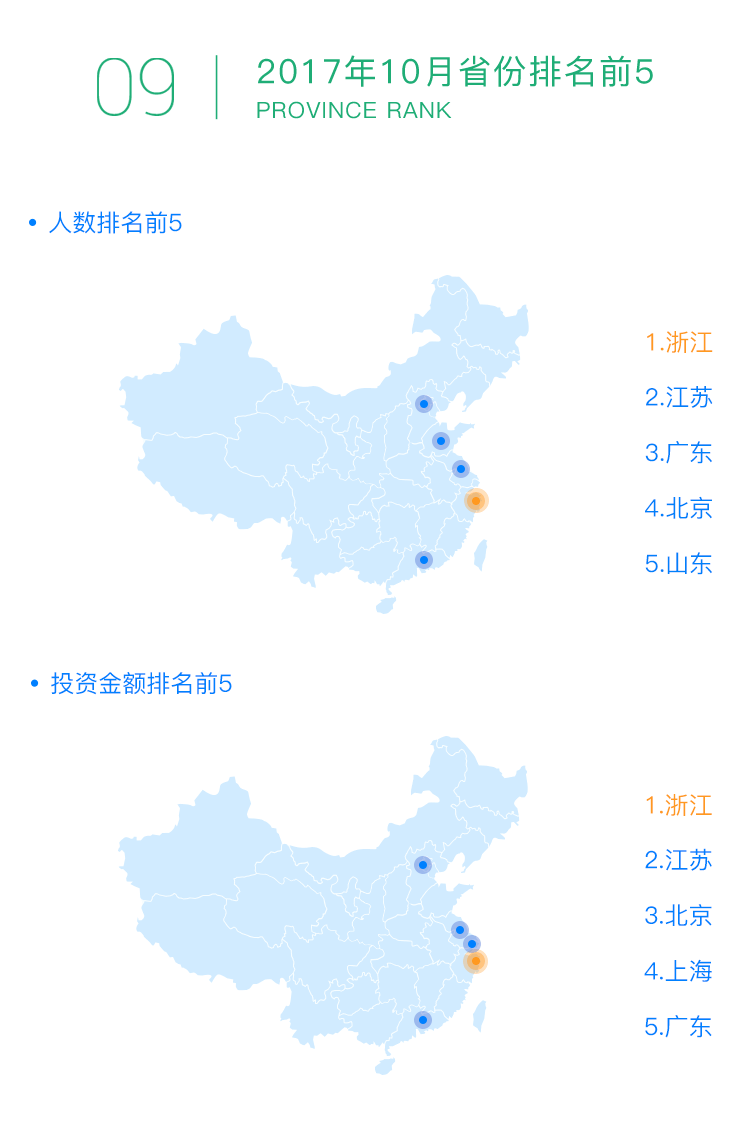 09
2017年10月省份排名前5
PROVINCE RANK
• 人数排名前5
1.浙江
2.江苏
3.广东
4.北京
5.山东
• 投资金额排名前5
1.浙江
2.江苏
3.北京
4.上海
5.广东